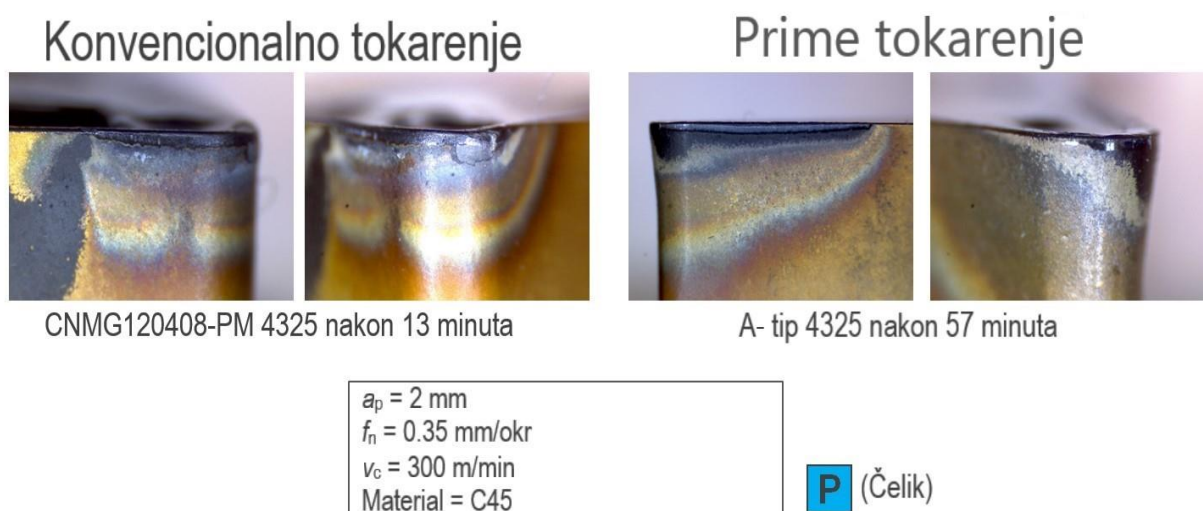 Konvencionalno tokarenje
Prime tokarenje
CNMG120408-PM 4325 nakon 13 minuta
A- tip 4325 nakon 57 minuta
ap = 2 mm
fn = 0.35 mm/okr
vc = 300 m/min
Material = C45
P (Čelik)